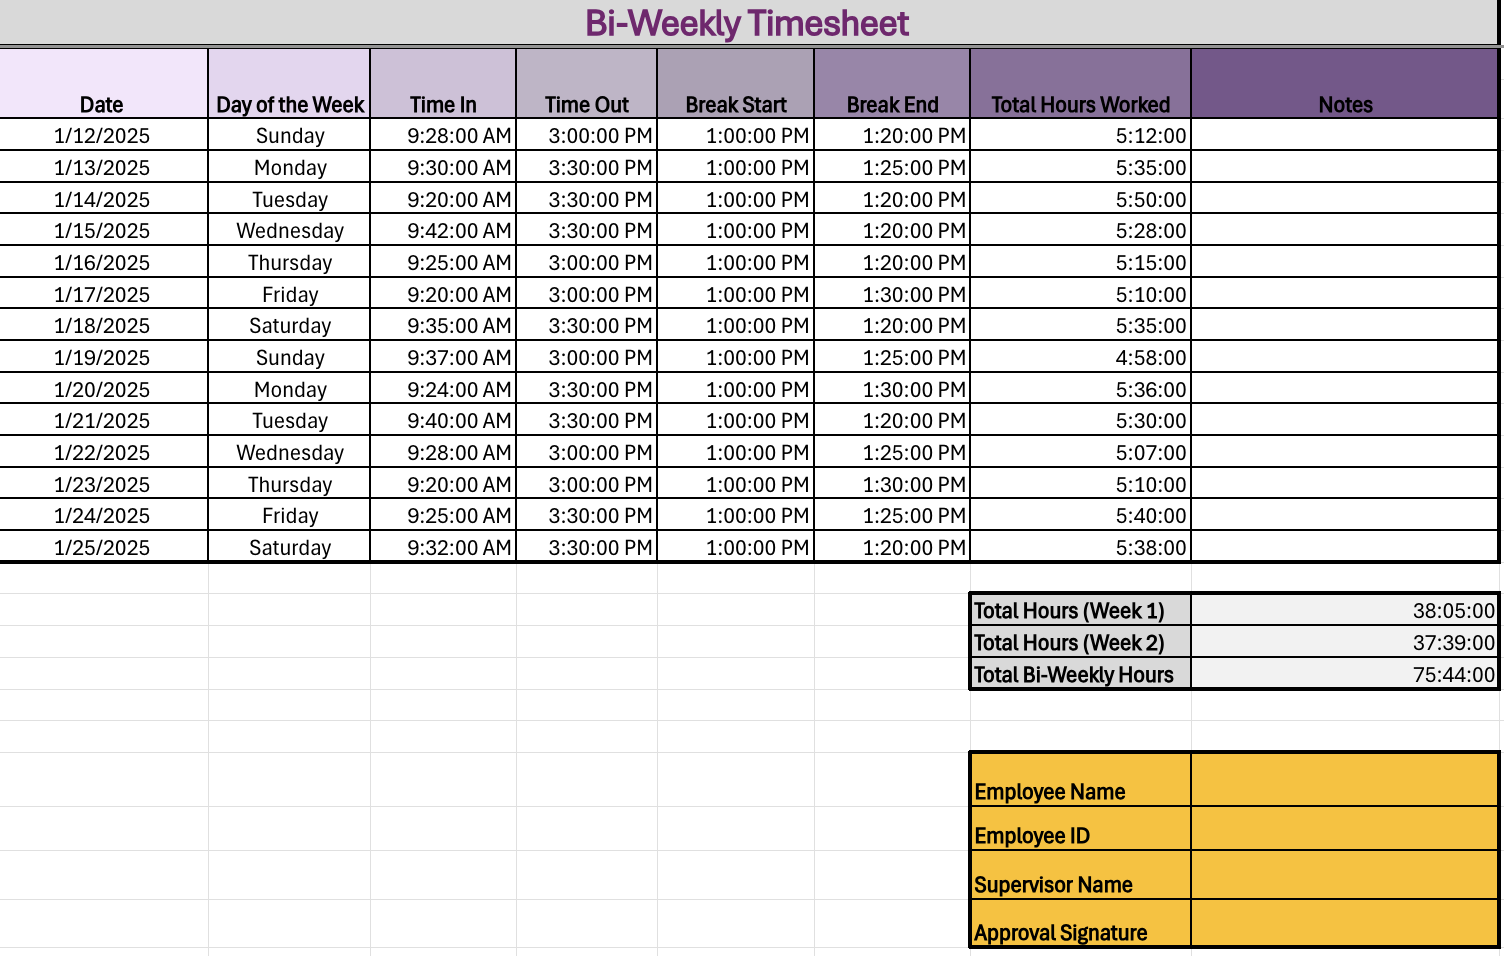 Bi-Weekly Timesheet
Date Day of the Week Time In Time Out Break Start Break End Total Hours Worked Notes
1/12/2025 Sunday 9:28:00 AM 3:00:00 PM 1:00:00 PM 1:20:00 PM 5:12:00
1/13/2025 Monday 9:30:00 AM 3:30:00 PM 1:00:00 PM 1:25:00 PM 5:35:00
1/14/2025 Tuesday 9:20:00 AM 3:30:00 PM 1:00:00 PM 1:20:00 PM 5:50:00
1/15/2025 Wednesday 9:42:00 AM 3:30:00 PM 1:00:00 PM 1:20:00 PM 5:28:00
1/16/2025 Thursday 9:25:00 AM 3:00:00 PM 1:00:00 PM 1:20:00 PM 5:15:00
1/17/2025 Friday 9:20:00 AM 3:00:00 PM 1:00:00 PM 1:30:00 PM 5:10:00
1/18/2025 Saturday 9:35:00 AM 3:30:00 PM 1:00:00 PM 1:20:00 PM 5:35:00
1/19/2025 Sunday 9:37:00 AM 3:00:00 PM 1:00:00 PM 1:25:00 PM 4:58:00
1/20/2025 Monday 9:24:00 AM 3:30:00 PM 1:00:00 PM 1:30:00 PM 5:36:00
1/21/2025 Tuesday 9:40:00 AM 3:30:00 PM 1:00:00 PM 1:20:00 PM 5:30:00
1/22/2025 Wednesday 9:28:00 AM 3:00:00 PM 1:00:00 PM 1:25:00 PM 5:07:00
1/23/2025 Thursday 9:20:00 AM 3:00:00 PM 1:00:00 PM 1:30:00 PM 5:10:00
1/24/2025 Friday 9:25:00 AM 3:30:00 PM 1:00:00 PM 1:25:00 PM 5:40:00
1/25/2025 Saturday 9:32:00 AM 3:30:00 PM 1:00:00 PM 1:20:00 PM 5:38:00
Total Hours (Week 1) 38:05:00
Total Hours (Week 2) 37:39:00
Total Bi-Weekly Hours 75:44:00
Employee Name
Employee ID
Supervisor Name
Approval Signature